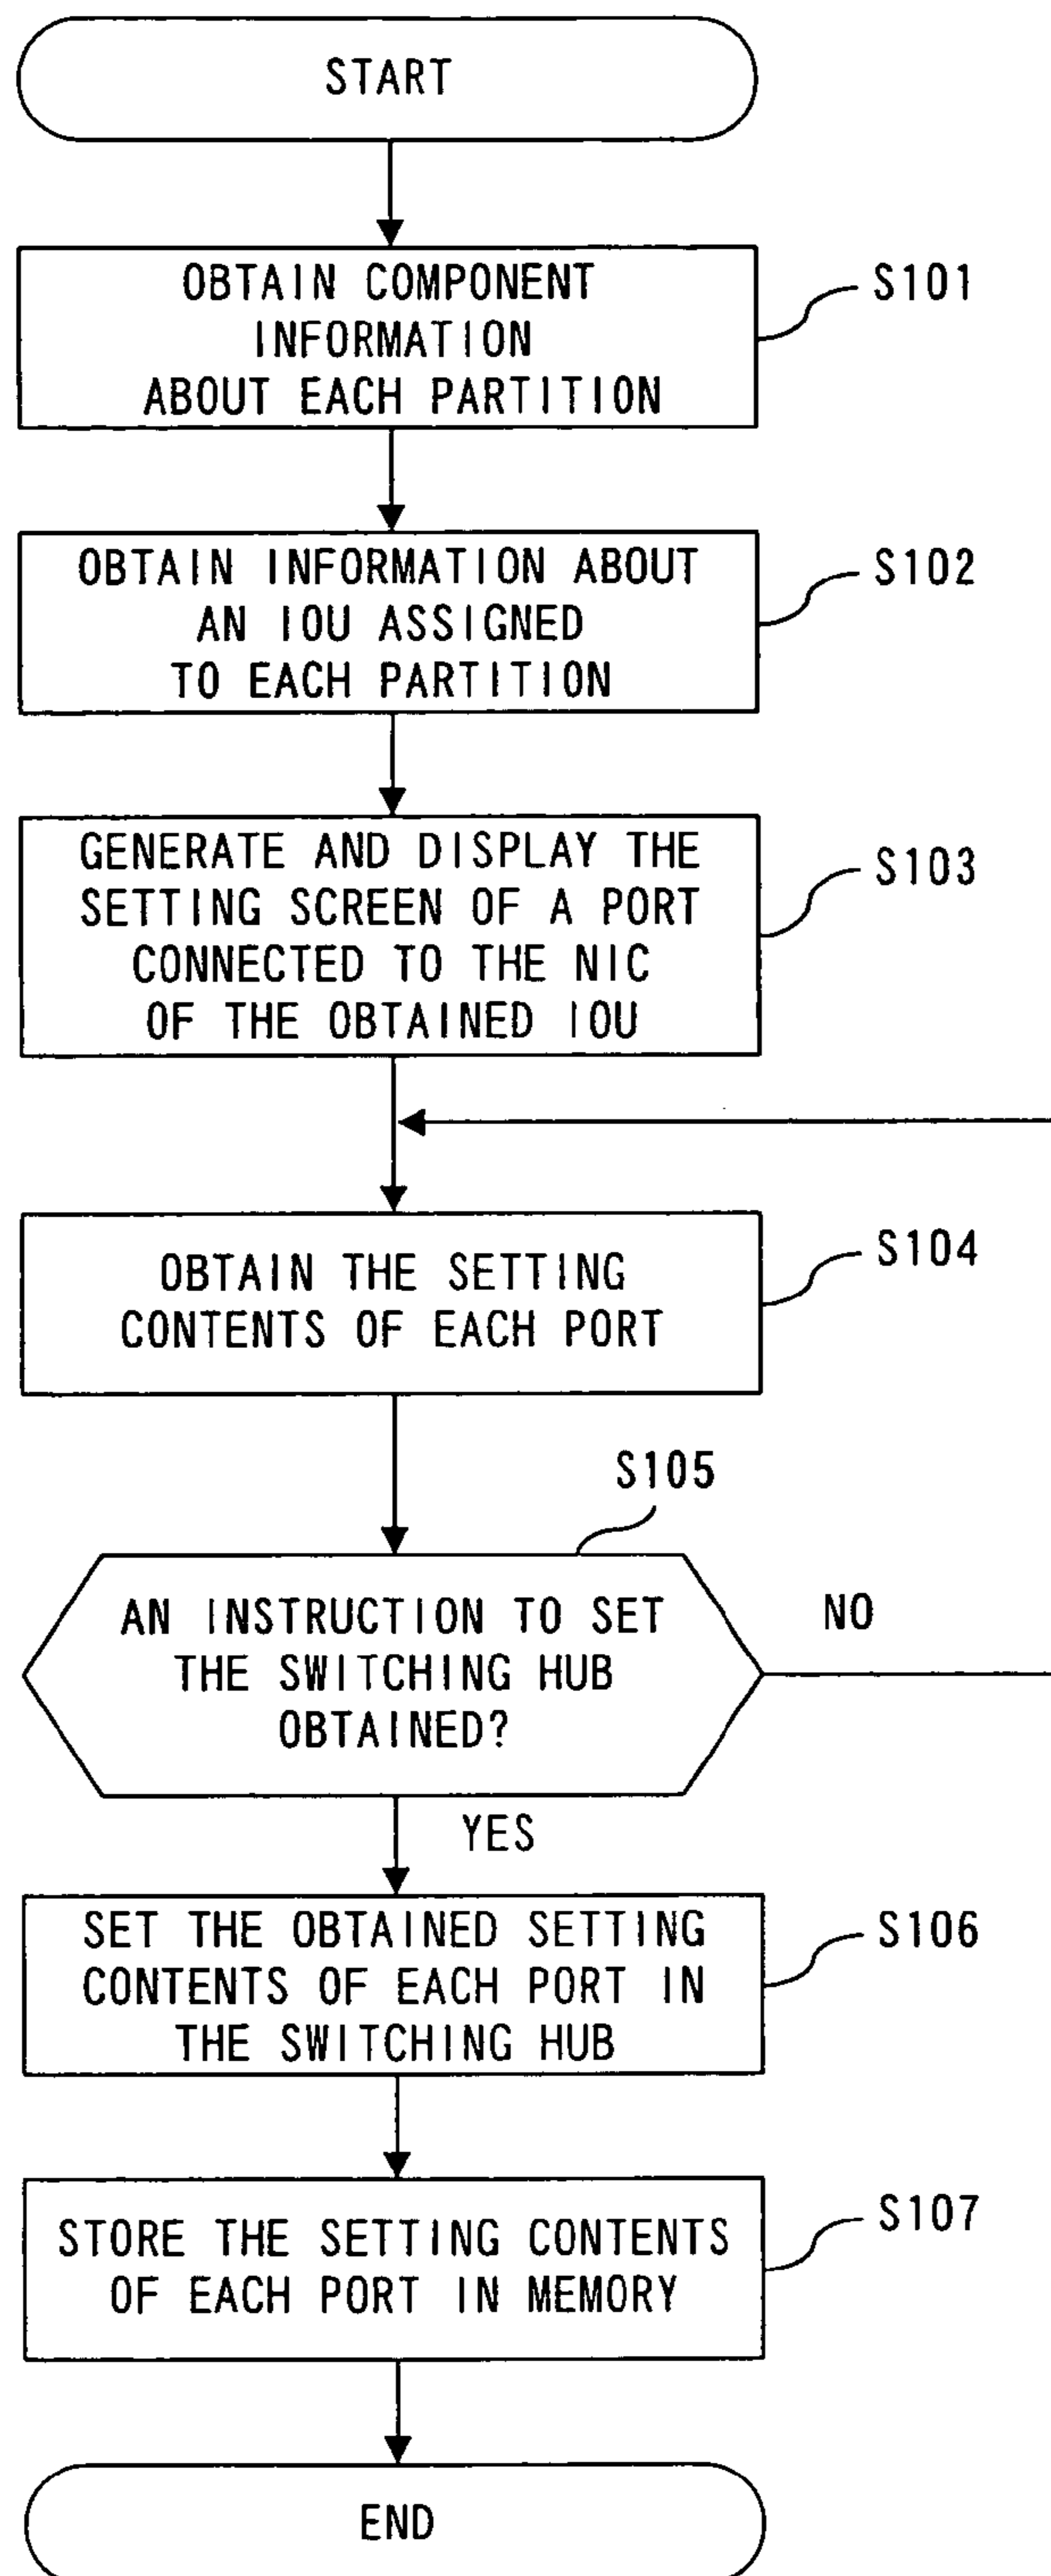 START
OBTAIN COMPONENT
INFORMATION
ABOUT EACH PARTITION
S101
OBTAIN INFORMATION ABOUT
AN IOU ASSIGNED
TO EACH PARTITION
S102
GENERATE AND DISPLAY THE
SETTING SCREEN OF A PORT
CONNECTED TO THE NIC
OF THE OBTAINED IOU
S103
OBTAIN THE SETTING
CONTENTS OF EACH PORT
S104
S105
AN INSTRUCTION TO SET
THE SWITCHING HUB
OBTAINED?
NO
YES
SET THE OBTAINED SETTING
CONTENTS OF EACH PORT IN
THE SWITCHING HUB
S106
STORE THE SETTING CONTENTS
OF EACH PORT IN MEMORY
S107
END